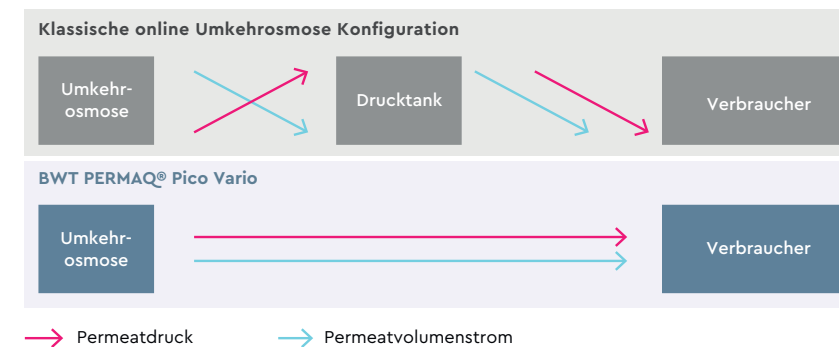 Klassische online Umkehrosmose Konfiguration
Umkehr-
osmose
Drucktank
Verbraucher
BWT PERMAQ® Pico Vario
Umkehr-
osmose
Verbraucher
Permeatdruck
Permeatvolumenstrom